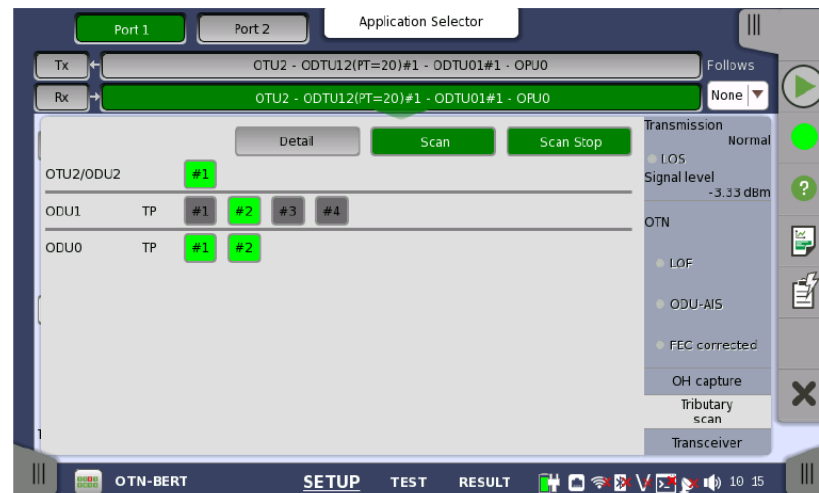 Port 1
Port 2
Application Selector
Tx
OTU2 - ODTU12(PT=20)#1 - ODTU01#1 - OPU0
Follows
Rx
OTU2 - ODTU12(PT=20)#1 - ODTU01#1 - OPU0
None
Detail
Scan
Scan Stop
Transmission
Normal
LOS
Signal level
-3.33 dBm
OTU2/ODU2
#1
ODU1 TP #1 #2 #3 #4
ODU0 TP #1 #2
OTN
LOF
ODU-AIS
FEC corrected
OH capture
Tributary
scan
Transceiver
OTN-BERT
SETUP
TEST
RESULT
10 15